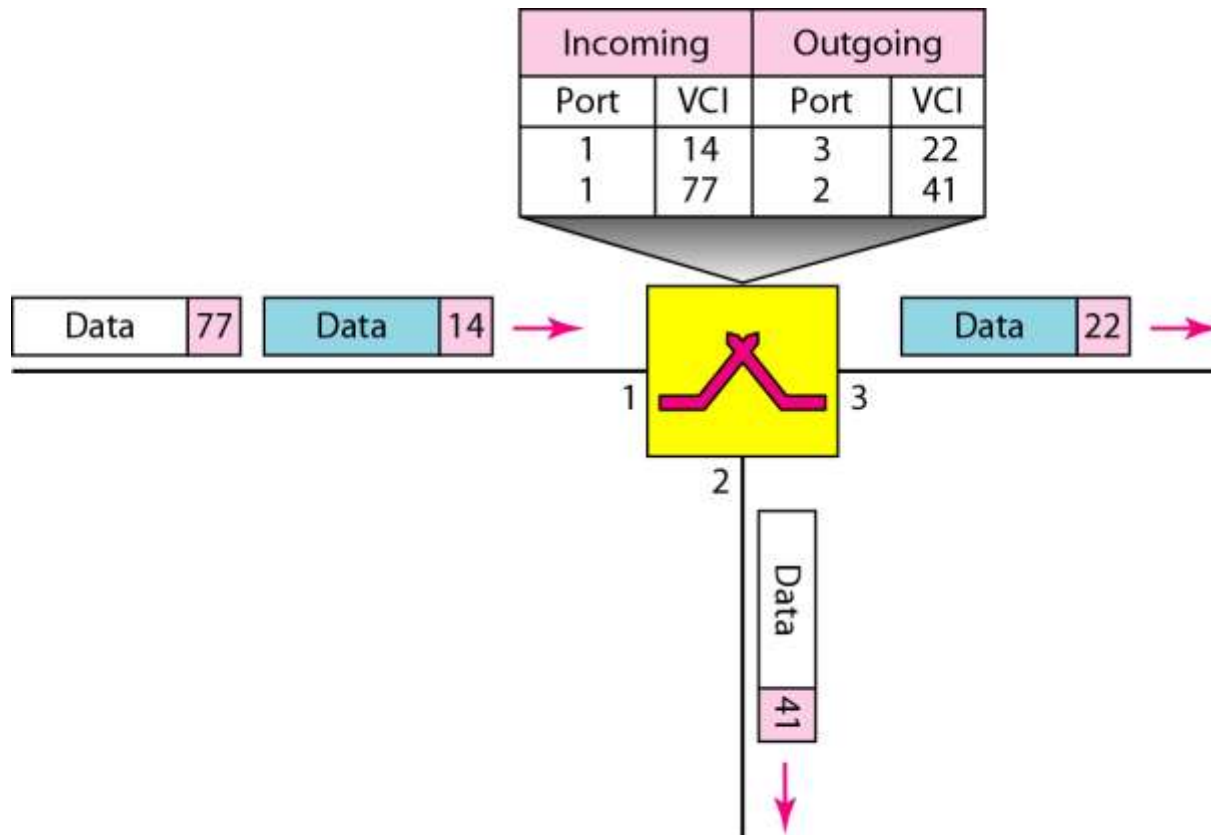 Incoming Outgoing
Port VCI Port VCI
1 14 3 22
1 77 2 41
Data 77 Data 14 Data 22
1 3
2
Data 41